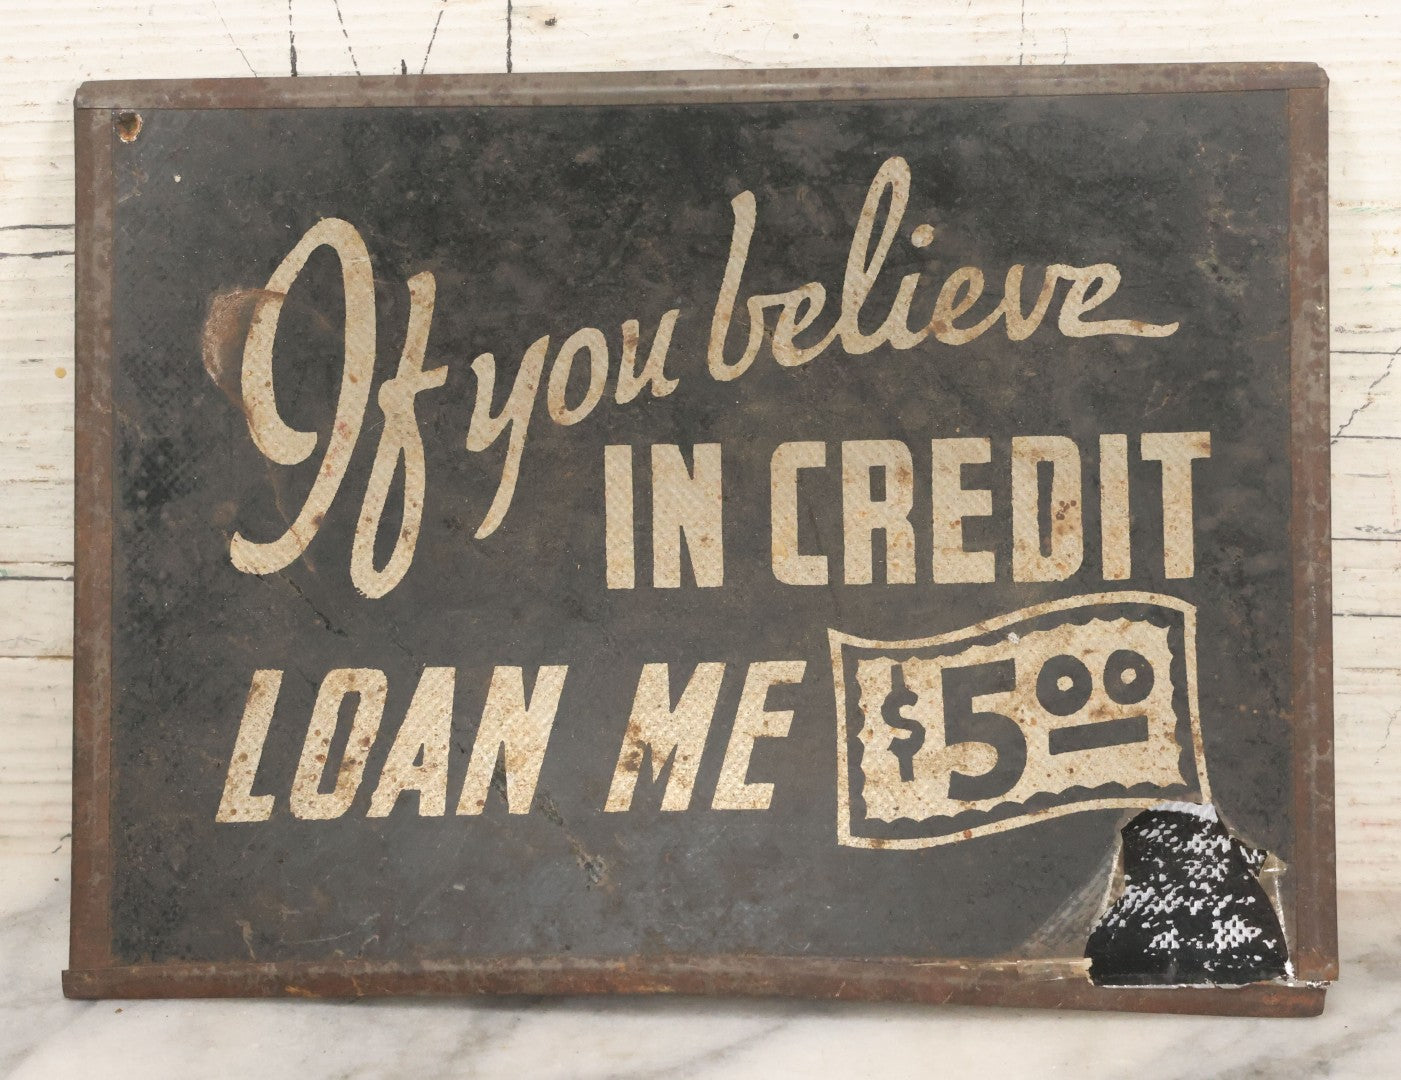 If you believe
IN CREDIT
LOAN ME $5.00